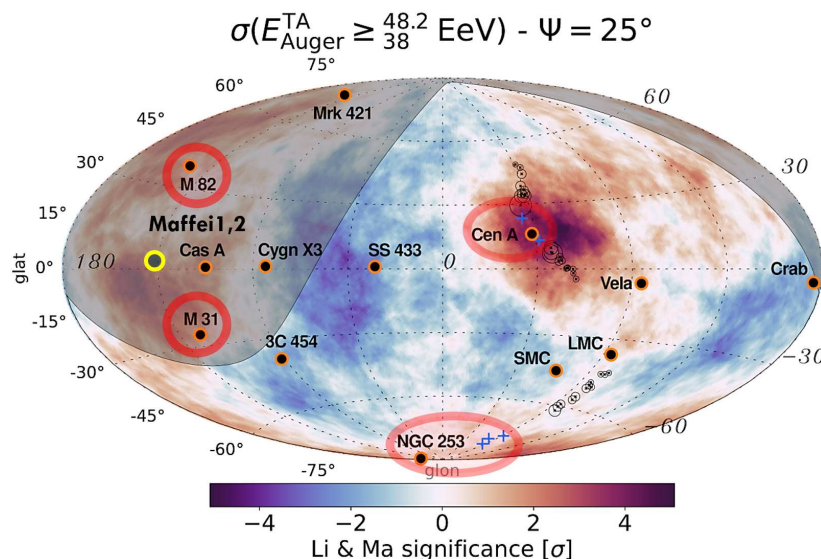 σ(E^TA_Auger ≥ ^48.2_38 EeV) - Ψ = 25°
75°
60°
Mrk 421
60
45°
30°
M 82
30
15°
Maffei1,2
Cen A
glat
0°
180
Cas A
Cygn X3
SS 433
0
Vela
Crab
-15°
M 31
3C 454
SMC
LMC
-30
-30°
-45°
-60
-60°
NGC 253
-75°
glon
−4 −2 0 2 4
Li & Ma significance [σ]